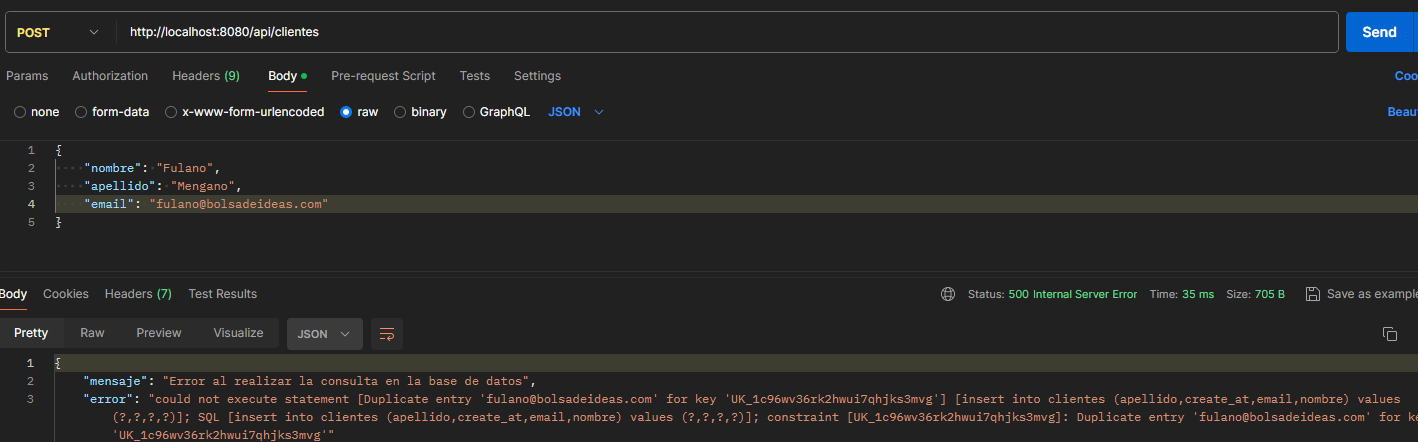 POST http://localhost:8080/api/clientes Send
Params Authorization Headers (9) Body Pre-request Script Tests Settings Coo
none form-data x-www-form-urlencoded raw binary GraphQL JSON Beau
1 {
2 "nombre": "Fulano",
3 "apellido": "Mengano",
4 "email": "fulano@bolsadeideas.com"
5 }
Body Cookies Headers (7) Test Results Status: 500 Internal Server Error Time: 35 ms Size: 705 B Save as example
Pretty Raw Preview Visualize JSON
1 {
2 "mensaje": "Error al realizar la consulta en la base de datos",
3 "error": "could not execute statement [Duplicate entry 'fulano@bolsadeideas.com' for key 'UK_1c96wv36rk2hwui7qhjks3mvg'] [insert into clientes (apellido,create_at,email,nombre) values
(?,?,?,?)]; SQL [insert into clientes (apellido,create_at,email,nombre) values (?,?,?,?)]; constraint [UK_1c96wv36rk2hwui7qhjks3mvg]: Duplicate entry 'fulano@bolsadeideas.com' for ke
'UK_1c96wv36rk2hwui7qhjks3mvg'"